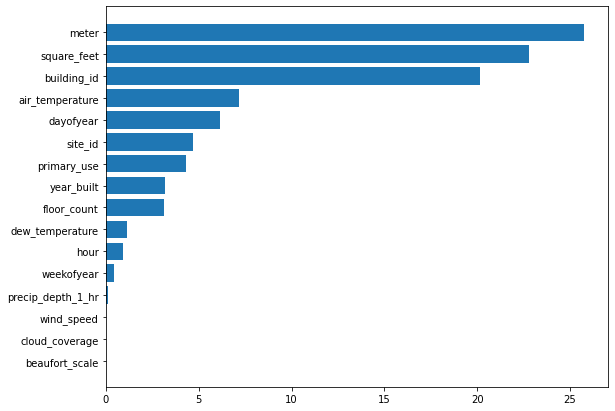 meter
square_feet
building_id
air_temperature
dayofyear
site_id
primary_use
year_built
floor_count
dew_temperature
hour
weekofyear
precip_depth_1_hr
wind_speed
cloud_coverage
beaufort_scale
0 5 10 15 20 25